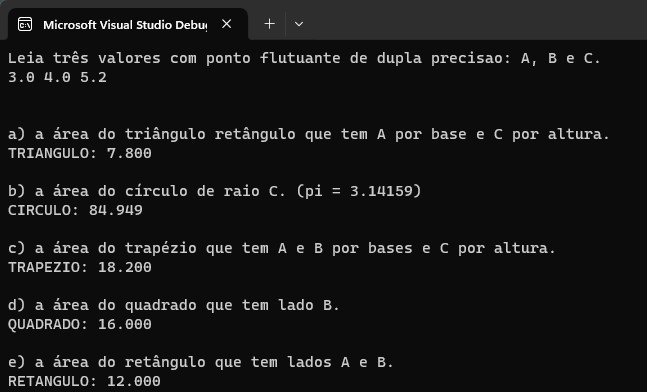 Microsoft Visual Studio Debug
Leia três valores com ponto flutuante de dupla precisao: A, B e C.
3.0 4.0 5.2
a) a área do triângulo retângulo que tem A por base e C por altura.
TRIANGULO: 7.800
b) a área do círculo de raio C. (pi = 3.14159)
CIRCULO: 84.949
c) a área do trapézio que tem A e B por bases e C por altura.
TRAPEZIO: 18.200
d) a área do quadrado que tem lado B.
QUADRADO: 16.000
e) a área do retângulo que tem lados A e B.
RETANGULO: 12.000